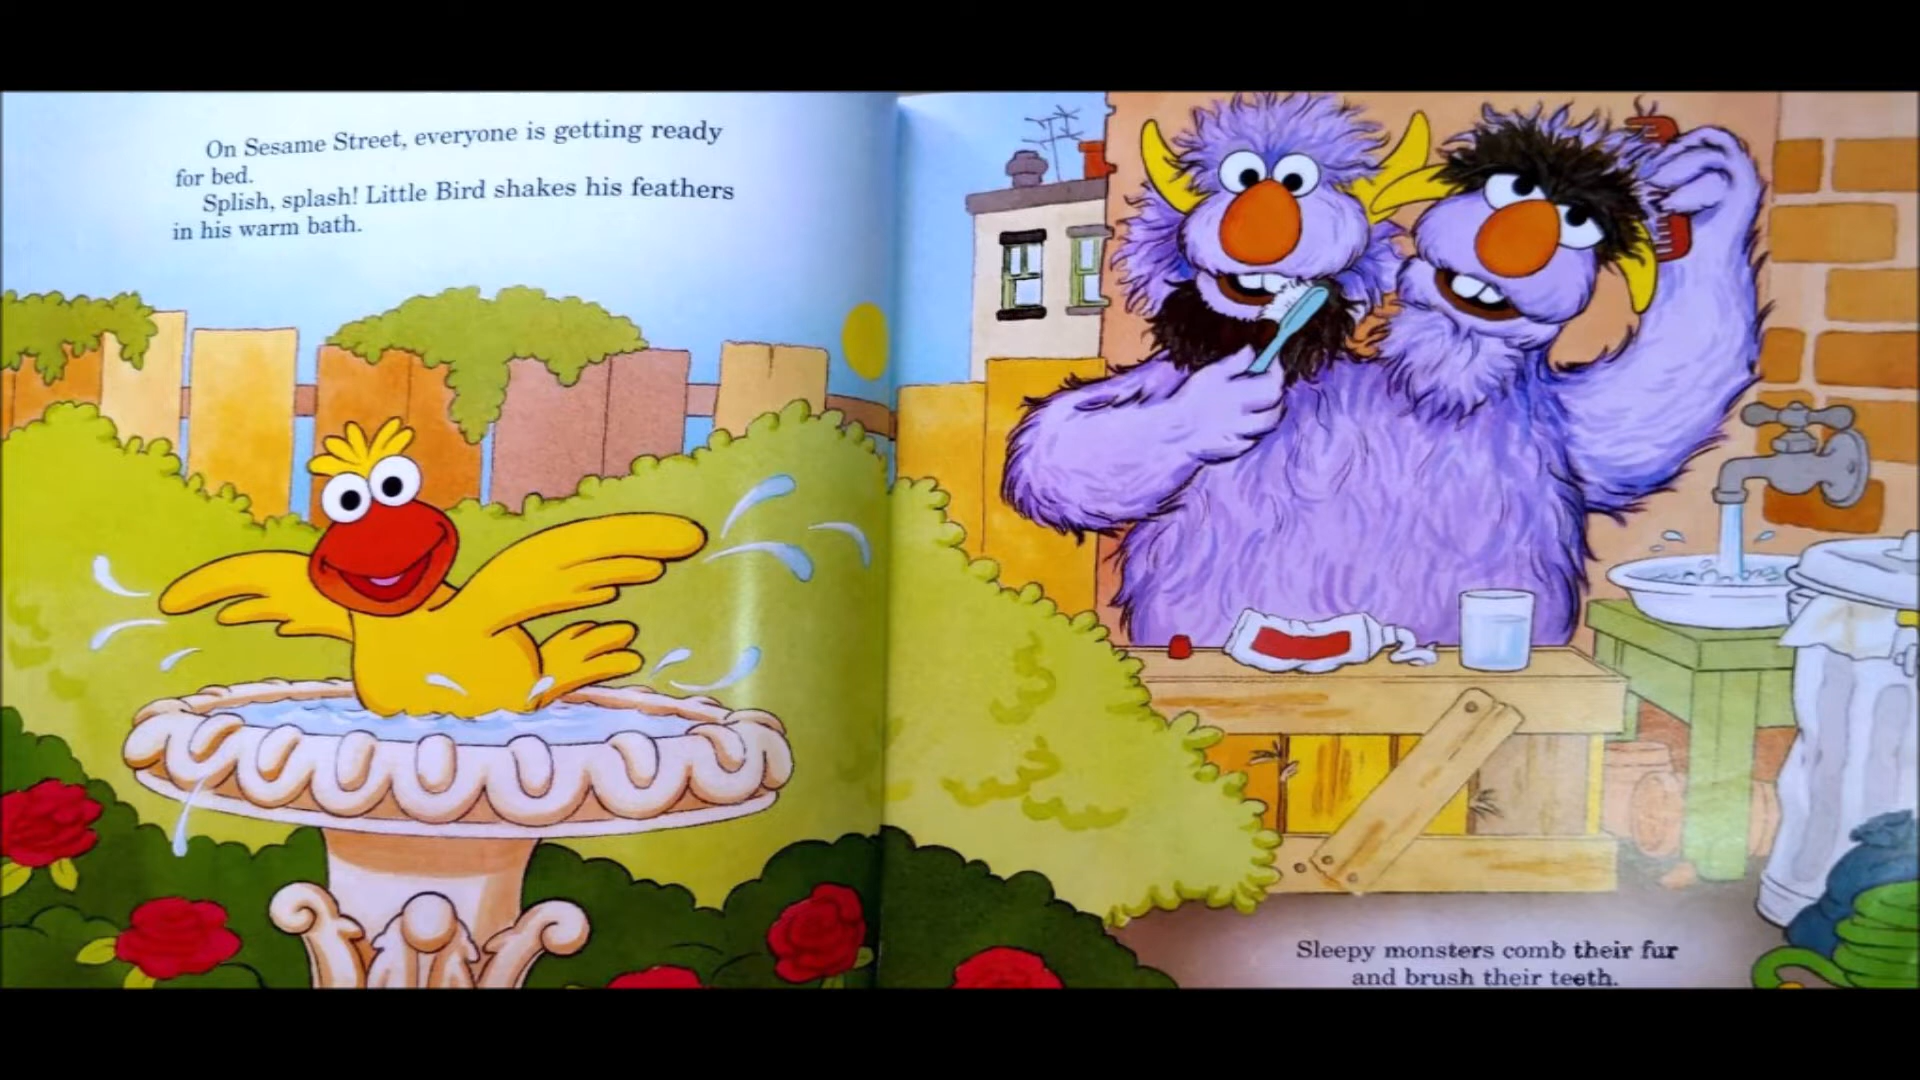 On Sesame Street, everyone is getting ready
for bed.
Splish, splash! Little Bird shakes his feathers
in his warm bath.
Sleepy monsters comb their fur
and brush their teeth.